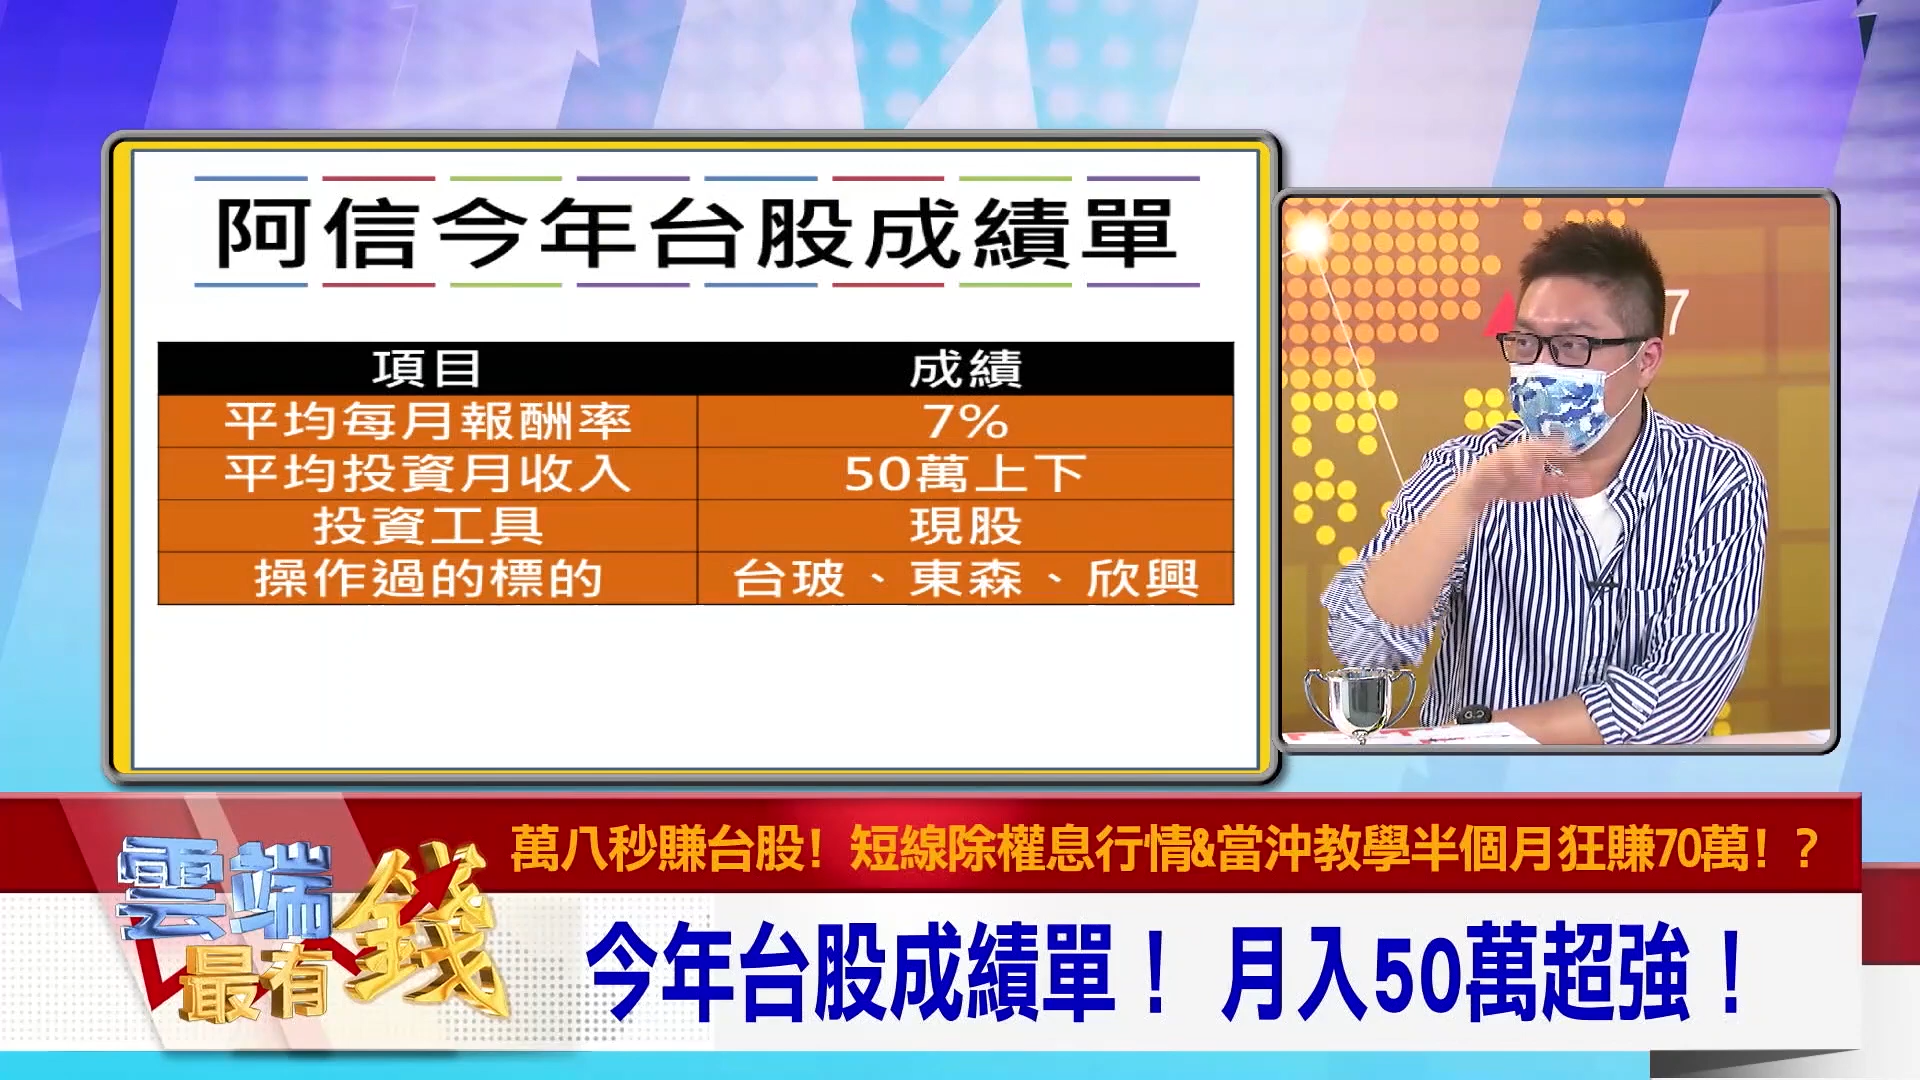 阿信今年台股成績單
項目 成績
平均每月報酬率 7%
平均投資月收入 50萬上下
投資工具 現股
操作過的標的 台玻、東森、欣興
7
萬八秒賺台股！短線除權息行情&當沖教學半個月狂賺70萬！？
雲端最有錢
今年台股成績單！月入50萬超強！